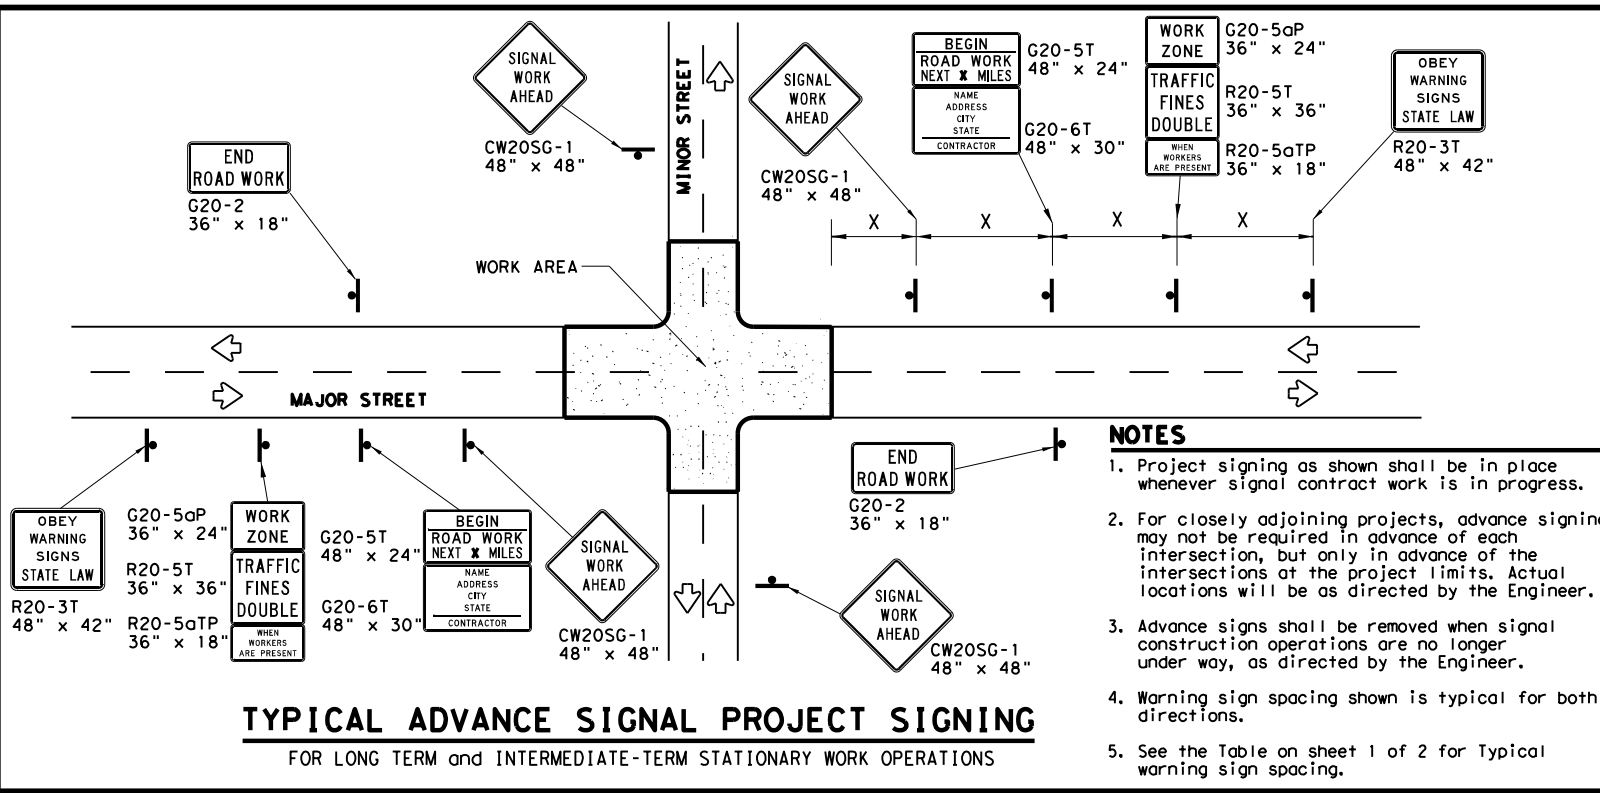 SIGNAL
WORK
AHEAD
CW20SG-1
48" x 48"
END
ROAD WORK
G20-2
36" x 18"
MINOR STREET
SIGNAL
WORK
AHEAD
CW20SG-1
48" x 48"
BEGIN
ROAD WORK
NEXT X MILES
NAME
ADDRESS
CITY
STATE
CONTRACTOR
G20-5T
48" x 24"
G20-6T
48" x 30"
WORK
ZONE
TRAFFIC
FINES
DOUBLE
WHEN
WORKERS
ARE PRESENT
G20-5aP
36" x 24"
R20-5T
36" x 36"
R20-5aTP
36" x 18"
OBEY
WARNING
SIGNS
STATE LAW
R20-3T
48" x 42"
X
X
X
X
WORK AREA
MAJOR STREET
OBEY
WARNING
SIGNS
STATE LAW
R20-3T
48" x 42"
G20-5aP
36" x 24"
R20-5T
36" x 36"
R20-5aTP
36" x 18"
WORK
ZONE
TRAFFIC
FINES
DOUBLE
WHEN
WORKERS
ARE PRESENT
G20-5T
48" x 24"
G20-6T
48" x 30"
BEGIN
ROAD WORK
NEXT X MILES
NAME
ADDRESS
CITY
STATE
CONTRACTOR
SIGNAL
WORK
AHEAD
CW20SG-1
48" x 48"
END
ROAD WORK
G20-2
36" x 18"
SIGNAL
WORK
AHEAD
CW20SG-1
48" x 48"
TYPICAL ADVANCE SIGNAL PROJECT SIGNING
FOR LONG TERM and INTERMEDIATE-TERM STATIONARY WORK OPERATIONS
NOTES
1. Project signing as shown shall be in place
whenever signal contract work is in progress.
2. For closely adjoining projects, advance signing
may not be required in advance of each
intersection, but only in advance of the
intersections at the project limits. Actual
locations will be as directed by the Engineer.
3. Advance signs shall be removed when signal
construction operations are no longer
under way, as directed by the Engineer.
4. Warning sign spacing shown is typical for both
directions.
5. See the Table on sheet 1 of 2 for Typical
warning sign spacing.